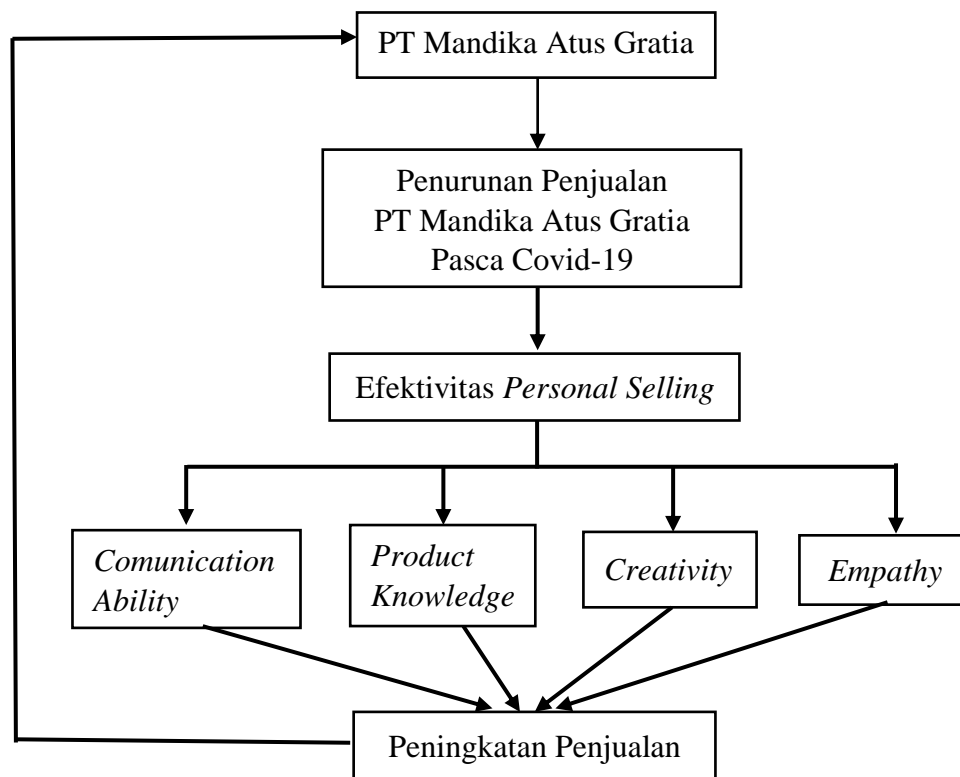 PT Mandika Atus Gratia
Penurunan Penjualan
PT Mandika Atus Gratia
Pasca Covid-19
Efektivitas Personal Selling
Comunication
Ability
Product
Knowledge
Creativity
Empathy
Peningkatan Penjualan